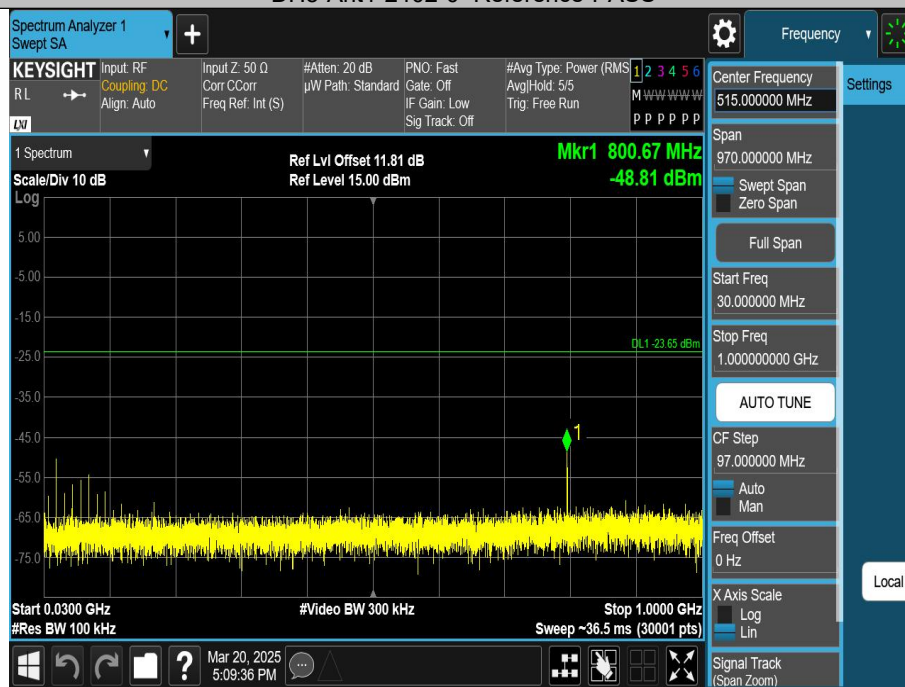 Spectrum Analyzer 1
Swept SA
+
Frequency
KEYSIGHT
RL
LXI
Input: RF
Coupling: DC
Align: Auto
Input Z: 50 Ω
Corr CCorr
Freq Ref: Int (S)
#Atten: 20 dB
µW Path: Standard
PNO: Fast
Gate: Off
IF Gain: Low
Sig Track: Off
#Avg Type: Power (RMS
Avg|Hold: 5/5
Trig: Free Run
1 2 3 4 5 6
M W W W W W
P P P P P P
1 Spectrum
Scale/Div 10 dB
Log
Ref Lvl Offset 11.81 dB
Ref Level 15.00 dBm
Mkr1 800.67 MHz
-48.81 dBm
5.00
-5.00
-15.0
DL1 -23.65 dBm
-25.0
-35.0
-45.0
1
-55.0
-65.0
-75.0
Start 0.0300 GHz
#Video BW 300 kHz
Stop 1.0000 GHz
#Res BW 100 kHz
Sweep ~36.5 ms (30001 pts)
?
Mar 20, 2025
5:09:36 PM
Center Frequency
515.000000 MHz
Settings
Span
970.000000 MHz
Swept Span
Zero Span
Full Span
Start Freq
30.000000 MHz
Stop Freq
1.000000000 GHz
AUTO TUNE
CF Step
97.000000 MHz
Auto
Man
Freq Offset
0 Hz
Local
X Axis Scale
Log
Lin
Signal Track
(Span Zoom)